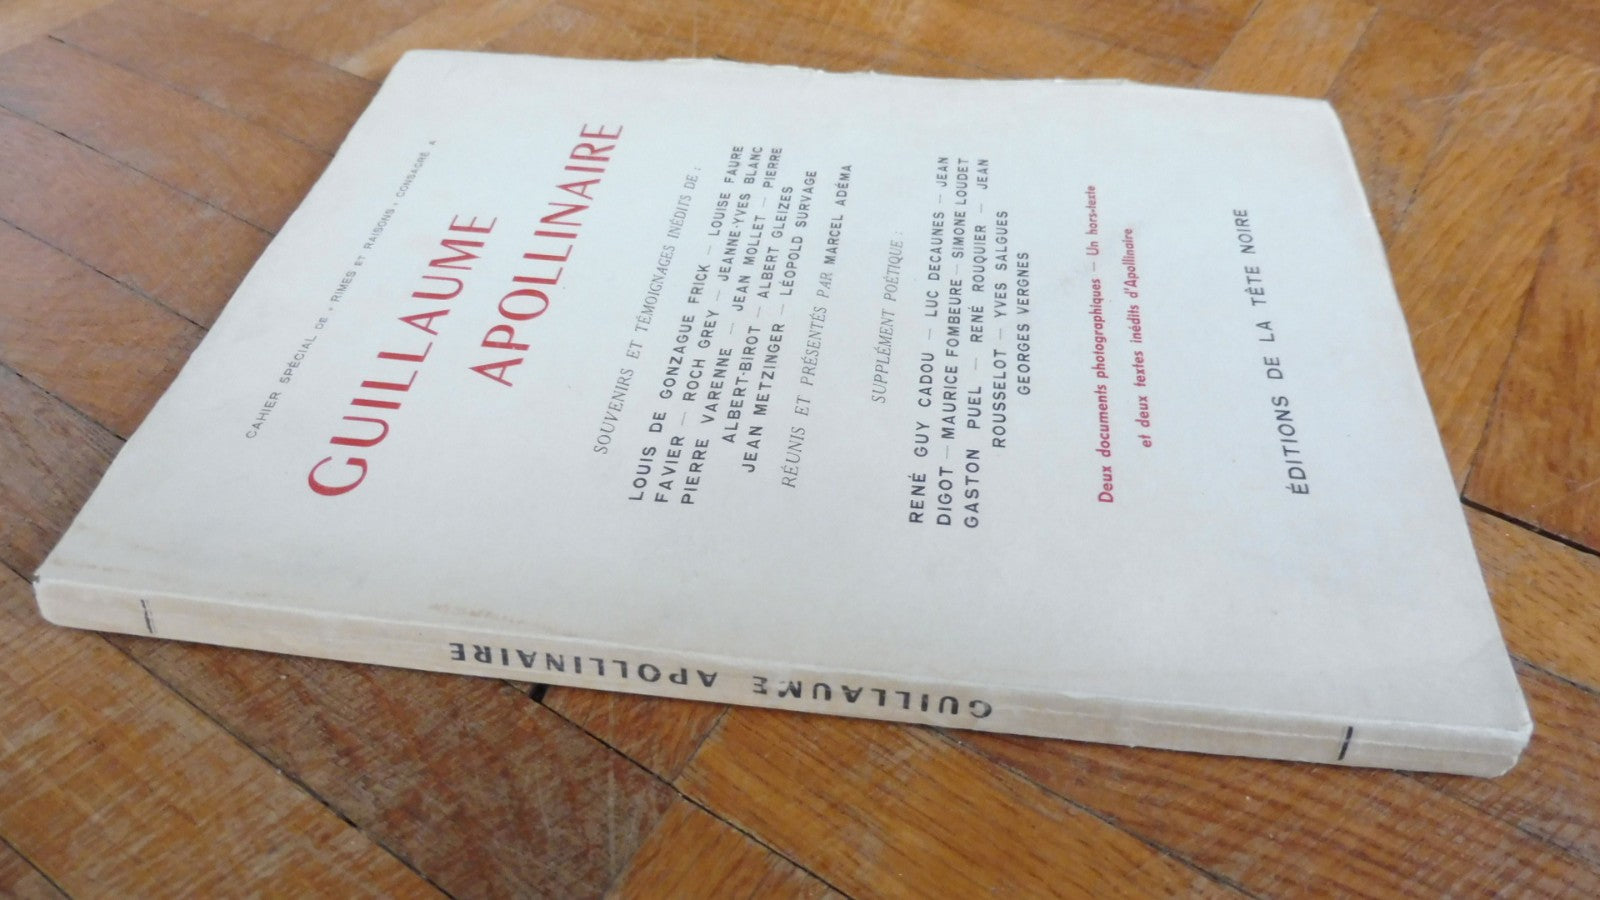 CAHIER SPÉCIAL DE « RIMES ET RAISONS » CONSACRÉ A
GUILLAUME
APOLLINAIRE
SOUVENIRS ET TÉMOIGNAGES INÉDITS DE :
LOUIS DE GONZAGUE FRICK — LOUISE FAURE
FAVIER — ROCH GREY — JEANNE-YVES BLANC
PIERRE VARENNE — JEAN MOLLET — PIERRE
ALBERT-BIROT — ALBERT GLEIZES
JEAN METZINGER — LÉOPOLD SURVAGE
RÉUNIS ET PRÉSENTÉS PAR MARCEL ADÉMA
SUPPLÉMENT POÉTIQUE :
RENÉ GUY CADOU — LUC DECAUNES — JEAN
DIGOT — MAURICE FOMBEURE — SIMONE LOUDET
GASTON PUEL — RENÉ ROUQUIER — JEAN
ROUSSELOT — YVES SALGUES
GEORGES VERGNES
Deux documents photographiques — Un hors-texte
et deux textes inédits d'Apollinaire
ÉDITIONS DE LA TÊTE NOIRE
GUILLAUME APOLLINAIRE